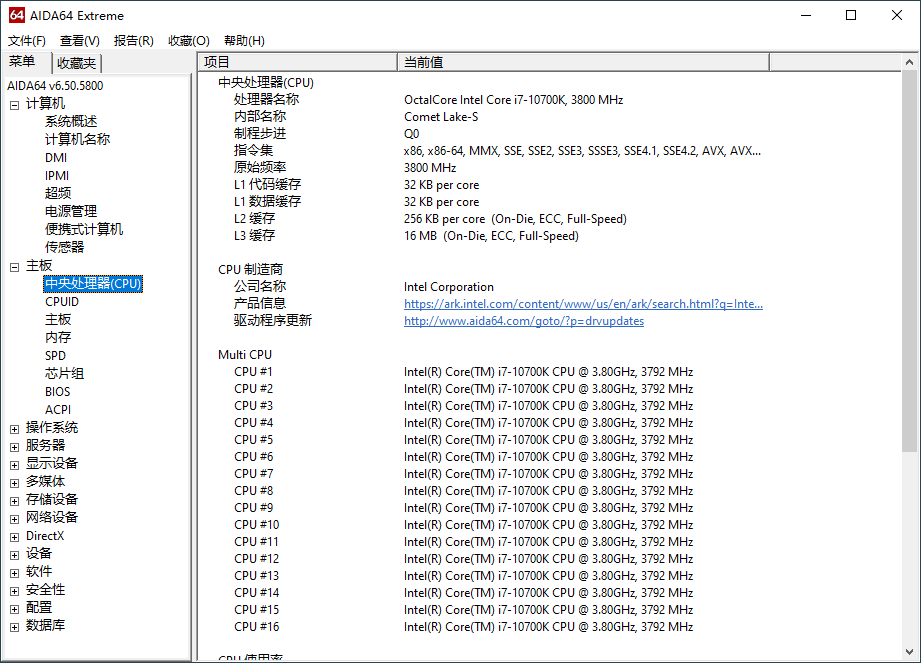 64 AIDA64 Extreme
文件(F) 查看(V) 报告(R) 收藏(O) 帮助(H)
菜单 收藏夹
AIDA64 v6.50.5800
计算机
系统概述
计算机名称
DMI
IPMI
超频
电源管理
便携式计算机
传感器
主板
中央处理器(CPU)
CPUID
主板
内存
SPD
芯片组
BIOS
ACPI
操作系统
服务器
显示设备
多媒体
存储设备
网络设备
DirectX
设备
软件
安全性
配置
数据库
项目 当前值
中央处理器(CPU)
处理器名称 OctalCore Intel Core i7-10700K, 3800 MHz
内部名称 Comet Lake-S
制程步进 Q0
指令集 x86, x86-64, MMX, SSE, SSE2, SSE3, SSSE3, SSE4.1, SSE4.2, AVX, AVX...
原始频率 3800 MHz
L1 代码缓存 32 KB per core
L1 数据缓存 32 KB per core
L2 缓存 256 KB per core (On-Die, ECC, Full-Speed)
L3 缓存 16 MB (On-Die, ECC, Full-Speed)
CPU 制造商
公司名称 Intel Corporation
产品信息 https://ark.intel.com/content/www/us/en/ark/search.html?q=Inte...
驱动程序更新 http://www.aida64.com/goto/?p=drvupdates
Multi CPU
CPU #1 Intel(R) Core(TM) i7-10700K CPU @ 3.80GHz, 3792 MHz
CPU #2 Intel(R) Core(TM) i7-10700K CPU @ 3.80GHz, 3792 MHz
CPU #3 Intel(R) Core(TM) i7-10700K CPU @ 3.80GHz, 3792 MHz
CPU #4 Intel(R) Core(TM) i7-10700K CPU @ 3.80GHz, 3792 MHz
CPU #5 Intel(R) Core(TM) i7-10700K CPU @ 3.80GHz, 3792 MHz
CPU #6 Intel(R) Core(TM) i7-10700K CPU @ 3.80GHz, 3792 MHz
CPU #7 Intel(R) Core(TM) i7-10700K CPU @ 3.80GHz, 3792 MHz
CPU #8 Intel(R) Core(TM) i7-10700K CPU @ 3.80GHz, 3792 MHz
CPU #9 Intel(R) Core(TM) i7-10700K CPU @ 3.80GHz, 3792 MHz
CPU #10 Intel(R) Core(TM) i7-10700K CPU @ 3.80GHz, 3792 MHz
CPU #11 Intel(R) Core(TM) i7-10700K CPU @ 3.80GHz, 3792 MHz
CPU #12 Intel(R) Core(TM) i7-10700K CPU @ 3.80GHz, 3792 MHz
CPU #13 Intel(R) Core(TM) i7-10700K CPU @ 3.80GHz, 3792 MHz
CPU #14 Intel(R) Core(TM) i7-10700K CPU @ 3.80GHz, 3792 MHz
CPU #15 Intel(R) Core(TM) i7-10700K CPU @ 3.80GHz, 3792 MHz
CPU #16 Intel(R) Core(TM) i7-10700K CPU @ 3.80GHz, 3792 MHz
CPU 使用率